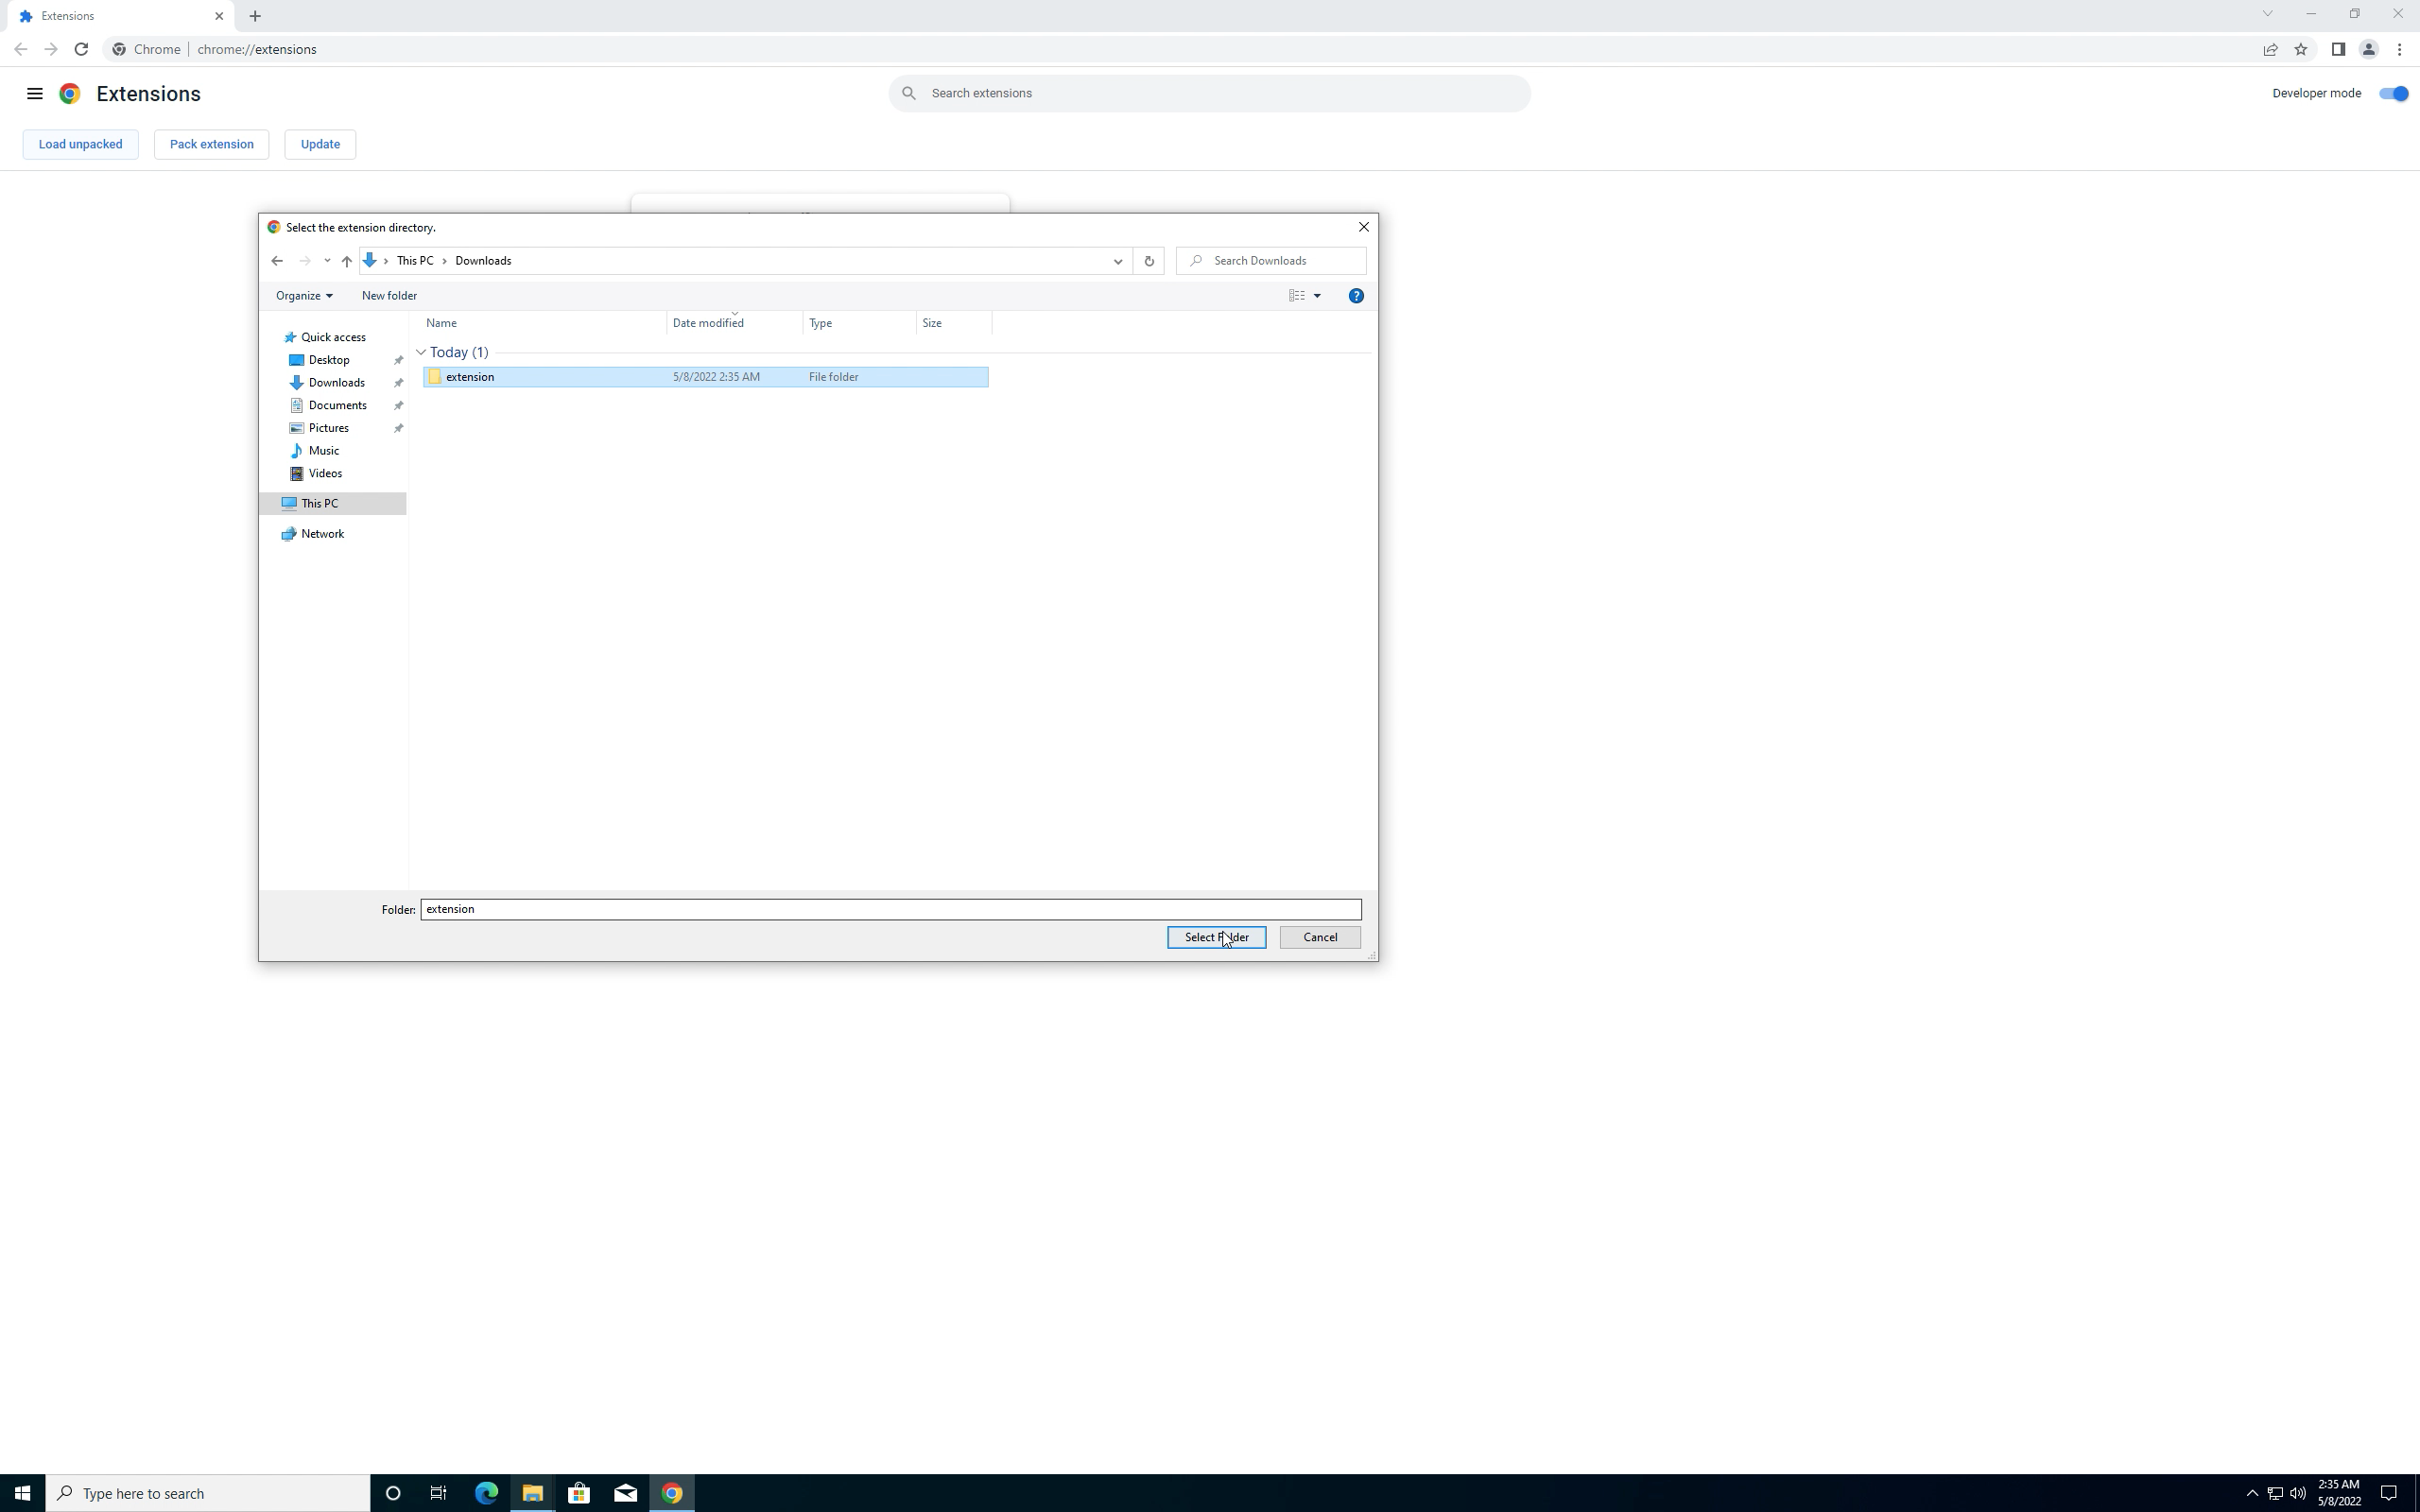 Extensions
Chrome | chrome://extensions
Extensions
Search extensions
Developer mode
Load unpacked
Pack extension
Update
Select the extension directory.
This PC > Downloads
Search Downloads
Organize
New folder
Name
Date modified
Type
Size
Quick access
Desktop
Downloads
Documents
Pictures
Music
Videos
This PC
Network
Today (1)
extension 5/8/2022 2:35 AM File folder
Folder: extension
Select Folder
Cancel
Type here to search
2:35 AM
5/8/2022